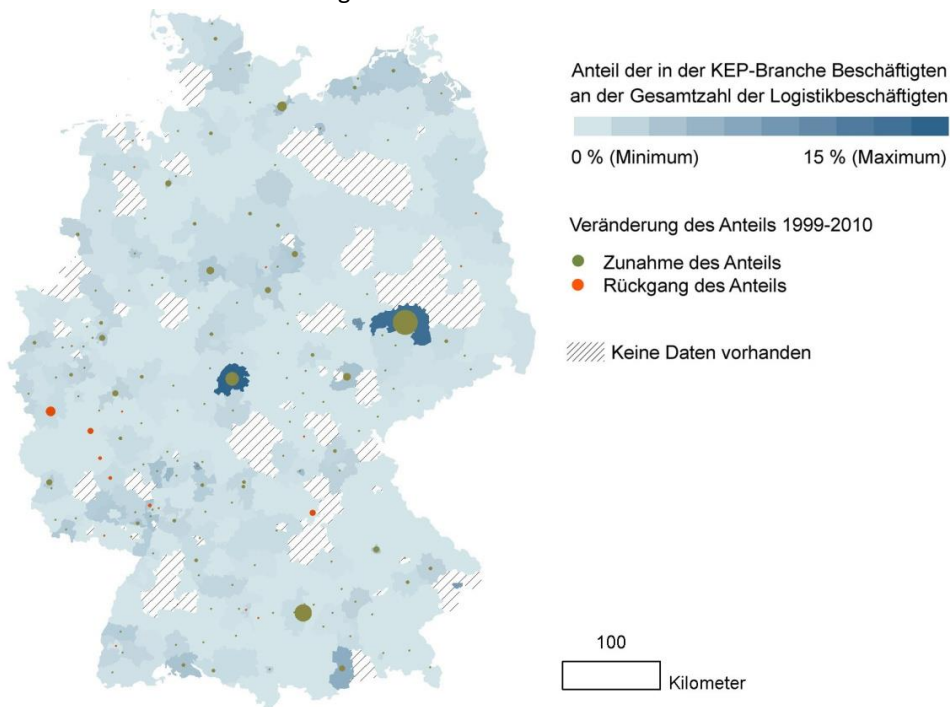 Anteil der in der KEP-Branche Beschäftigten
an der Gesamtzahl der Logistikbeschäftigten
0 % (Minimum) 15 % (Maximum)
Veränderung des Anteils 1999-2010
Zunahme des Anteils
Rückgang des Anteils
Keine Daten vorhanden
100
Kilometer